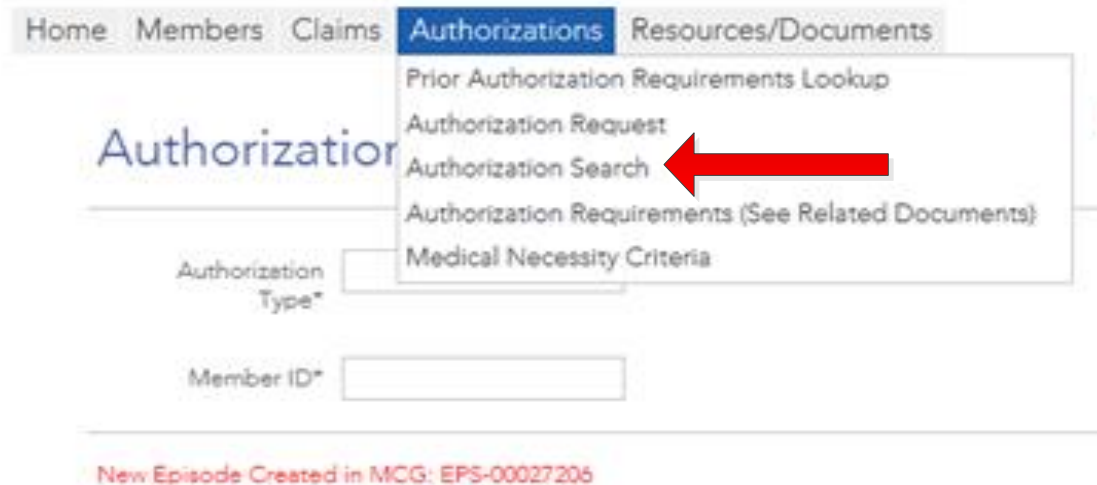 Home Members Claims Authorizations Resources/Documents
Prior Authorization Requirements Lookup
Authorization Request
Authorization Search
Authorization Requirements (See Related Documents)
Medical Necessity Criteria
Authorization
Authorization
Type*
Member ID*
New Episode Created in MCG: EPS-00027206